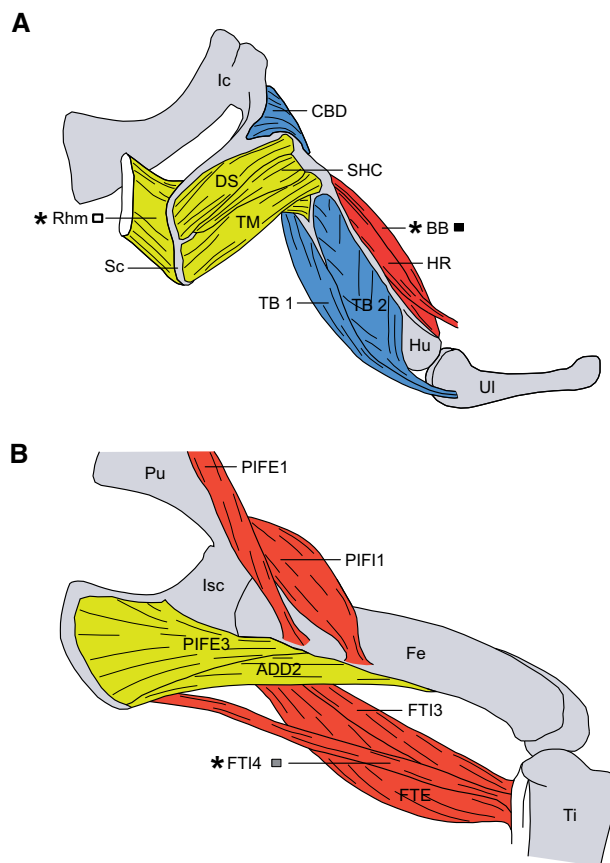 A
Ic
CBD
DS
SHC
* Rhm
TM
* BB
HR
Sc
TB 1
TB 2
Hu
Ul
B
Pu
PIFE1
PIFI1
Isc
PIFE3
Fe
ADD2
FTI3
* FTI4
FTE
Ti